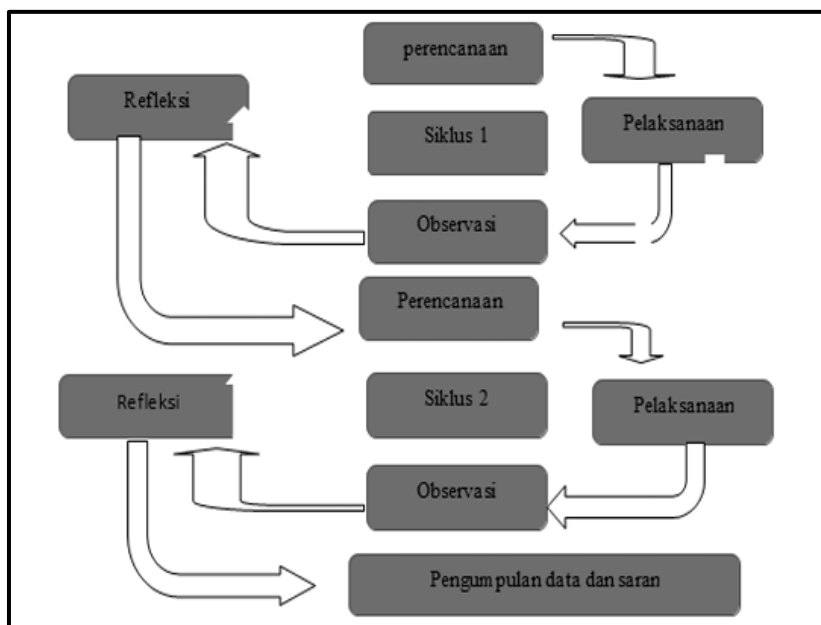 perencanaan
Refleksi
Pelaksanaan
Siklus 1
Observasi
Perencanaan
Refleksi
Siklus 2
Pelaksanaan
Observasi
Pengumpulan data dan saran